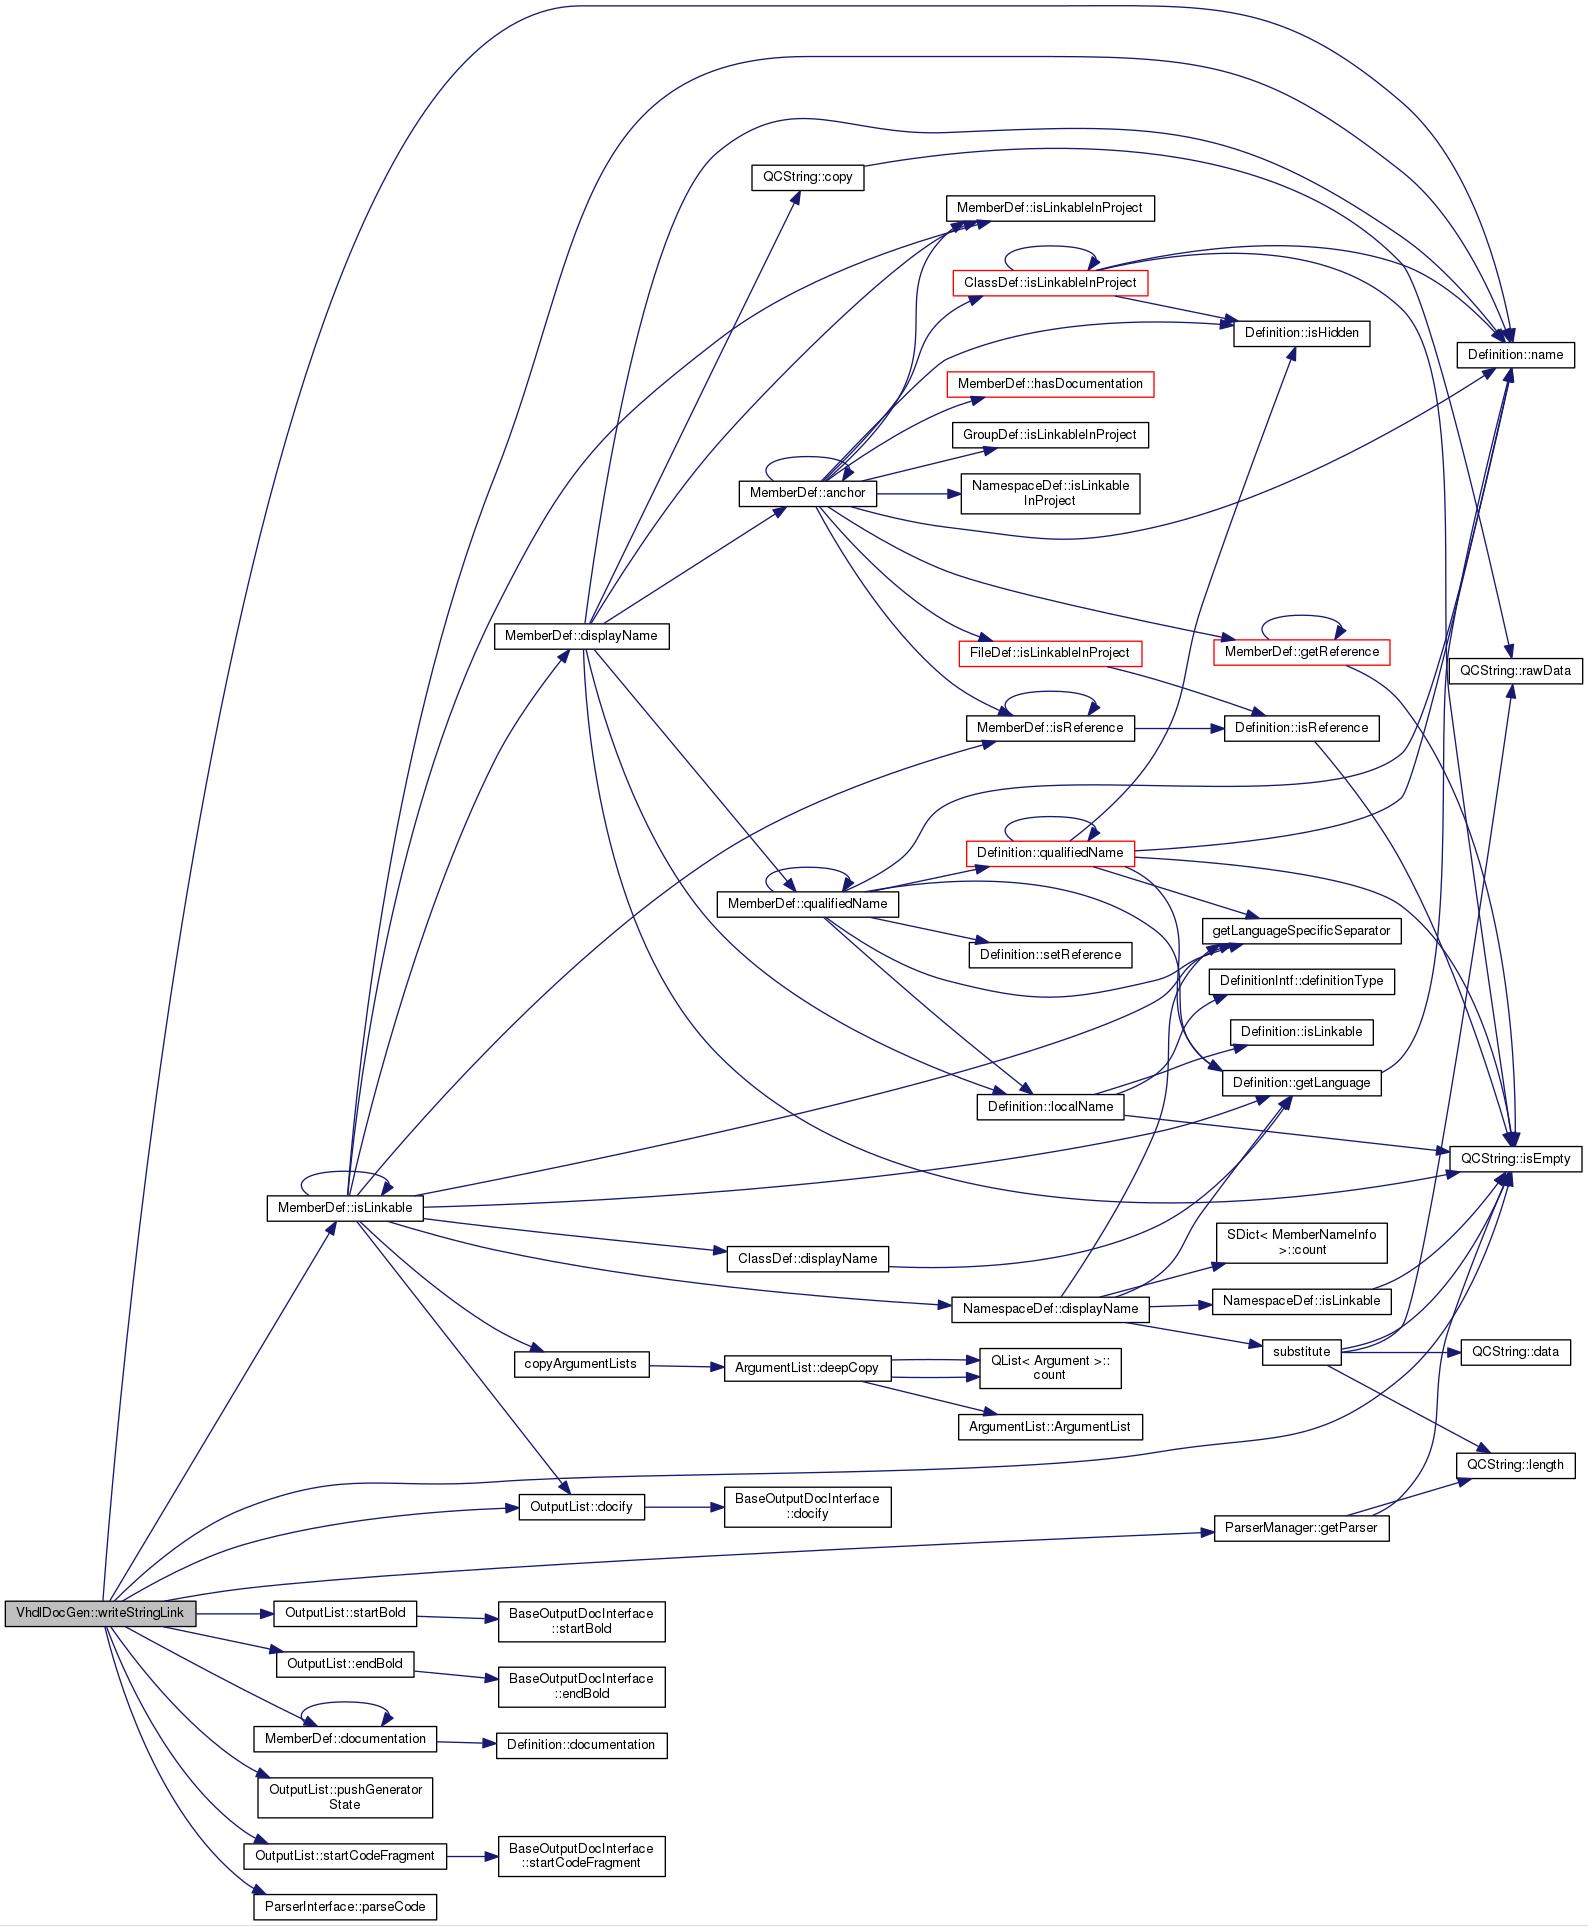 QCString::copy
MemberDef::isLinkableInProject
ClassDef::isLinkableInProject
Definition::isHidden
Definition::name
MemberDef::hasDocumentation
GroupDef::isLinkableInProject
MemberDef::anchor
NamespaceDef::isLinkable
InProject
MemberDef::displayName
FileDef::isLinkableInProject
MemberDef::getReference
QCString::rawData
MemberDef::isReference
Definition::isReference
Definition::qualifiedName
MemberDef::qualifiedName
getLanguageSpecificSeparator
Definition::setReference
DefinitionIntf::definitionType
Definition::isLinkable
Definition::getLanguage
Definition::localName
QCString::isEmpty
MemberDef::isLinkable
SDict< MemberNameInfo
>::count
ClassDef::displayName
NamespaceDef::displayName
NamespaceDef::isLinkable
substitute
QCString::data
copyArgumentLists
ArgumentList::deepCopy
QList< Argument >::
count
ArgumentList::ArgumentList
QCString::length
OutputList::docify
BaseOutputDocInterface
::docify
ParserManager::getParser
VhdlDocGen::writeStringLink
OutputList::startBold
BaseOutputDocInterface
::startBold
OutputList::endBold
BaseOutputDocInterface
::endBold
MemberDef::documentation
Definition::documentation
OutputList::pushGenerator
State
OutputList::startCodeFragment
BaseOutputDocInterface
::startCodeFragment
ParserInterface::parseCode